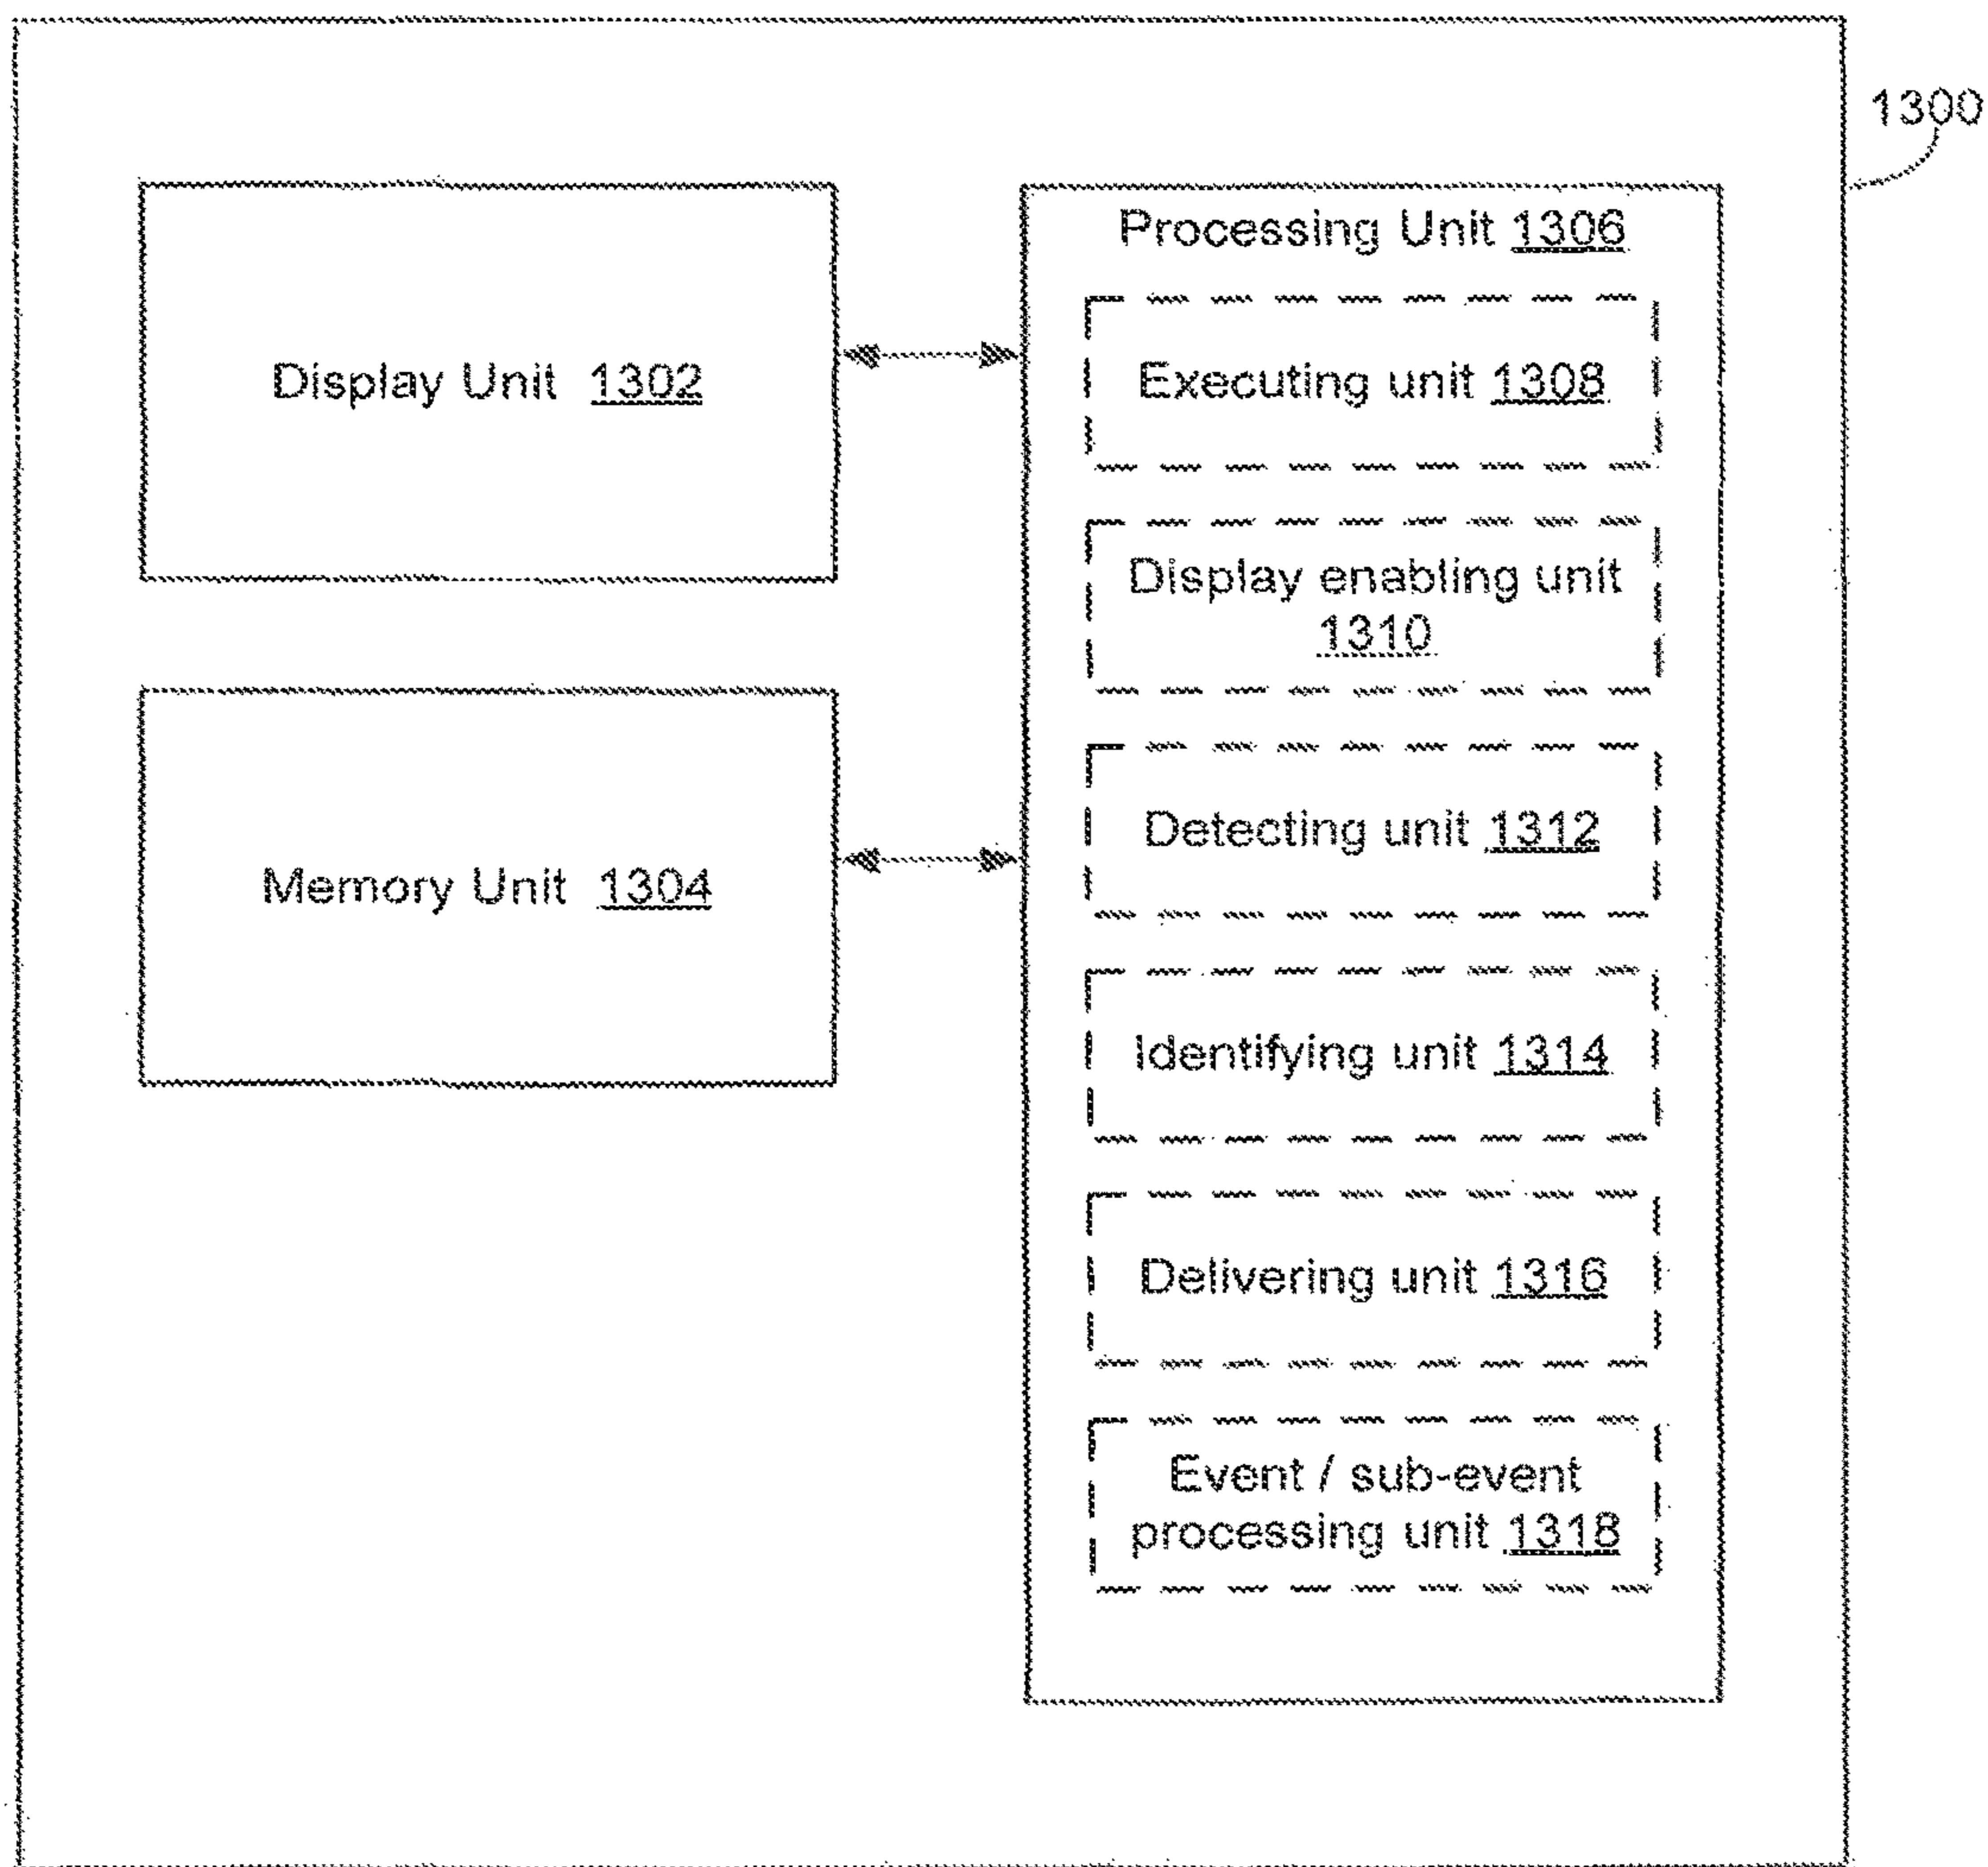 1300
Display Unit 1302
Memory Unit 1304
Processing Unit 1306
Executing unit 1308
Display enabling unit
1310
Detecting unit 1312
Identifying unit 1314
Delivering unit 1316
Event / sub-event
processing unit 1318